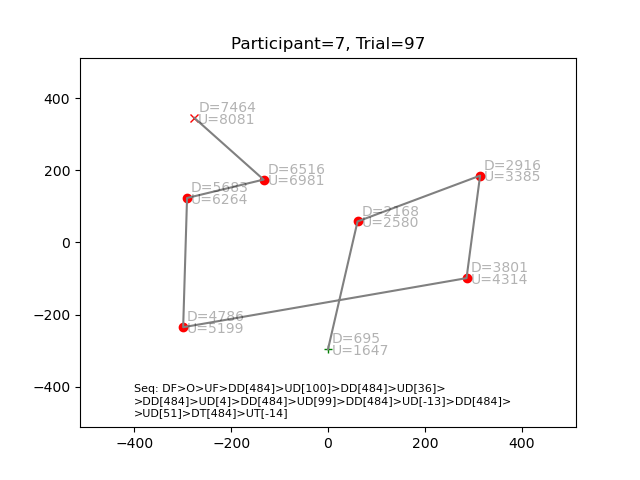 Participant=7, Trial=97
400
200
0
−200
−400
−400
−200
0
200
400
D=7464
U=8081
D=6516
U=6981
D=5683
U=6264
D=2916
U=3385
D=2168
U=2580
D=3801
U=4314
D=4786
U=5199
D=695
U=1647
Seq: DF>O>UF>DD[484]>UD[100]>DD[484]>UD[36]>
>DD[484]>UD[4]>DD[484]>UD[99]>DD[484]>UD[-13]>DD[484]>
>UD[51]>DT[484]>UT[-14]